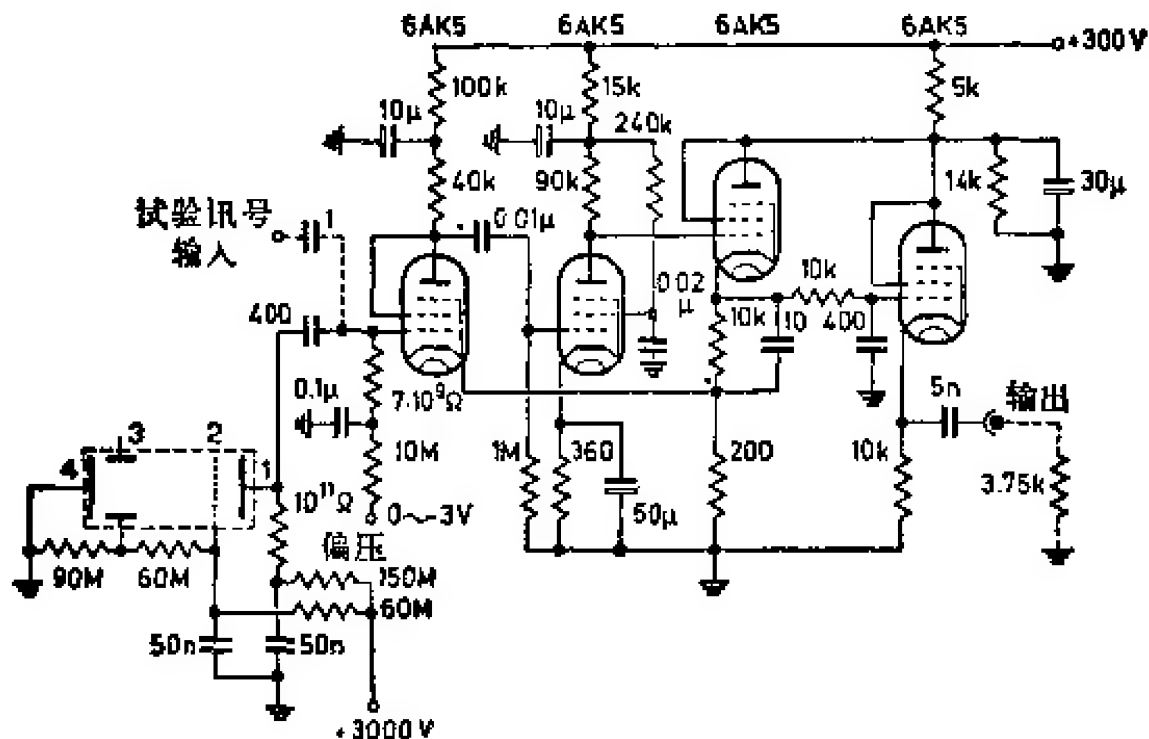 6AK5 6AK5 6AK5 6AK5
+300 V
100k 15k 5k
10μ 10μ 240k
40k 90k 14k 30μ
试验讯号
输入
1
0.01μ
400
0.02
μ
10k
10k 10 400
0.1μ 7·10⁹Ω
5n 输出
3 2
4 1
10M 1M 360 200 10k
10¹¹Ω
3.75k
0~-3V 50μ
偏压
90M 60M 150M
60M
50n 50n
+3000 V